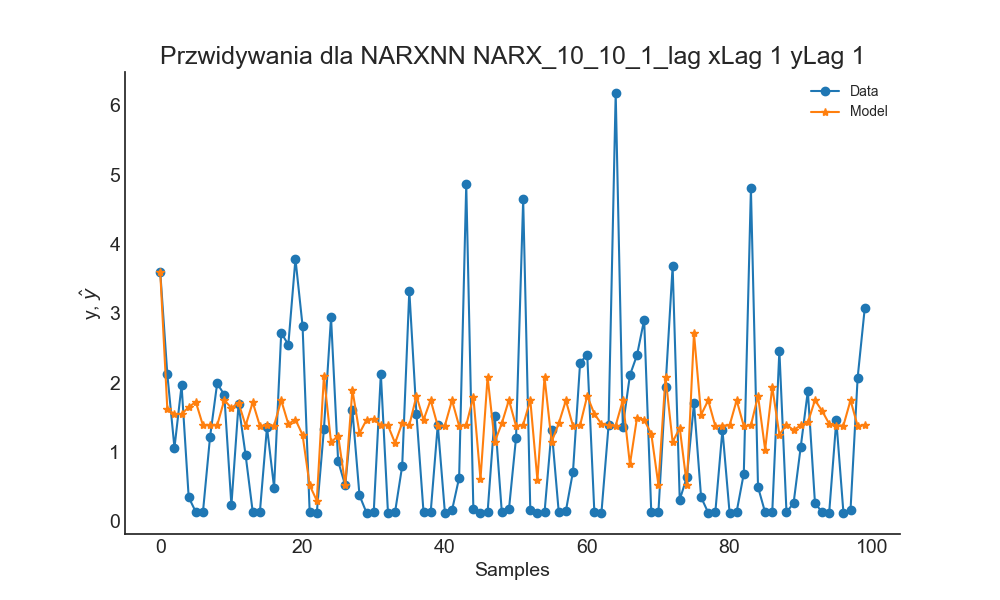 Przwidywania dla NARXNN NARX_10_10_1_lag xLag 1 yLag 1
Data
Model
6
5
4
3
2
1
0
y, ŷ
0 20 40 60 80 100
Samples